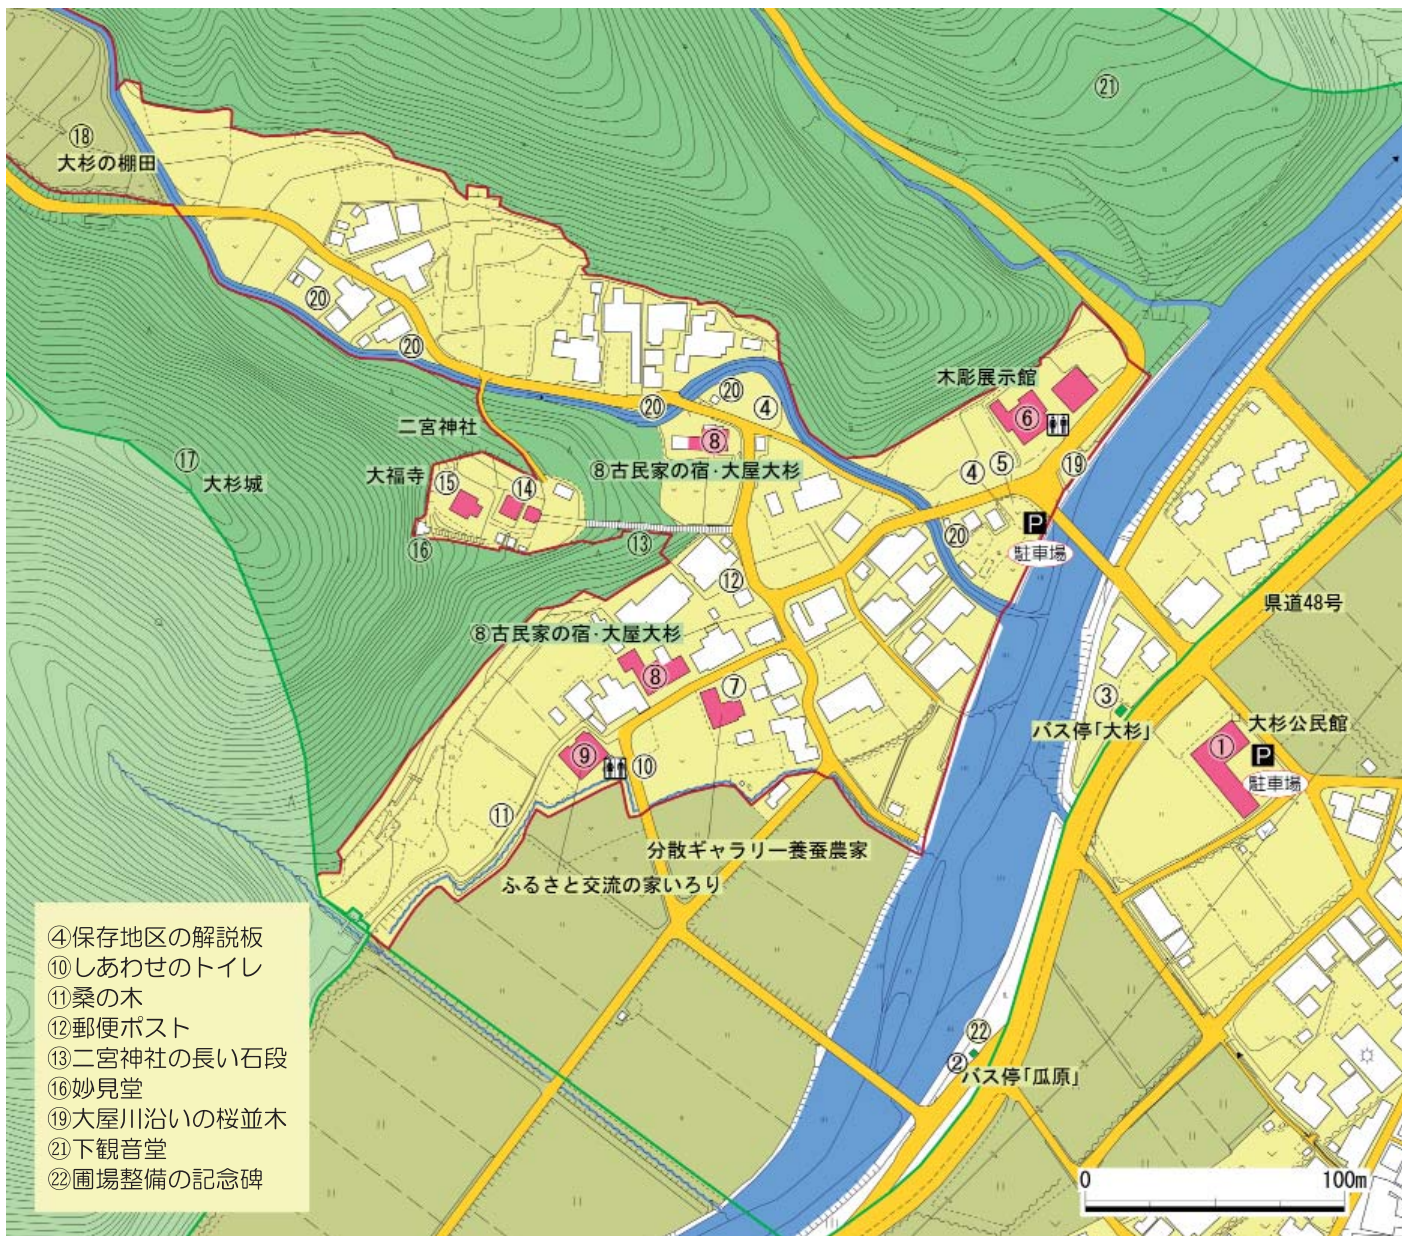 ㉑
⑱
大杉の棚田
⑳
⑳
木彫展示館
⑳
④
⑳
⑥
二宮神社
⑧
⑰
大杉城
大福寺
⑧古民家の宿・大屋大杉
④
⑤
⑲
⑮
⑭
P
駐車場
⑳
⑯
⑬
⑫
県道48号
⑧古民家の宿・大屋大杉
⑧
⑦
③
バス停「大杉」
大杉公民館
①
P
駐車場
⑨
⑩
⑪
分散ギャラリー養蚕農家
ふるさと交流の家いろり
④保存地区の解説板
⑩しあわせのトイレ
⑪桑の木
⑫郵便ポスト
⑬二宮神社の長い石段
⑯妙見堂
⑲大屋川沿いの桜並木
㉑下観音堂
㉒圃場整備の記念碑
㉒
②
バス停「瓜原」
0
100m